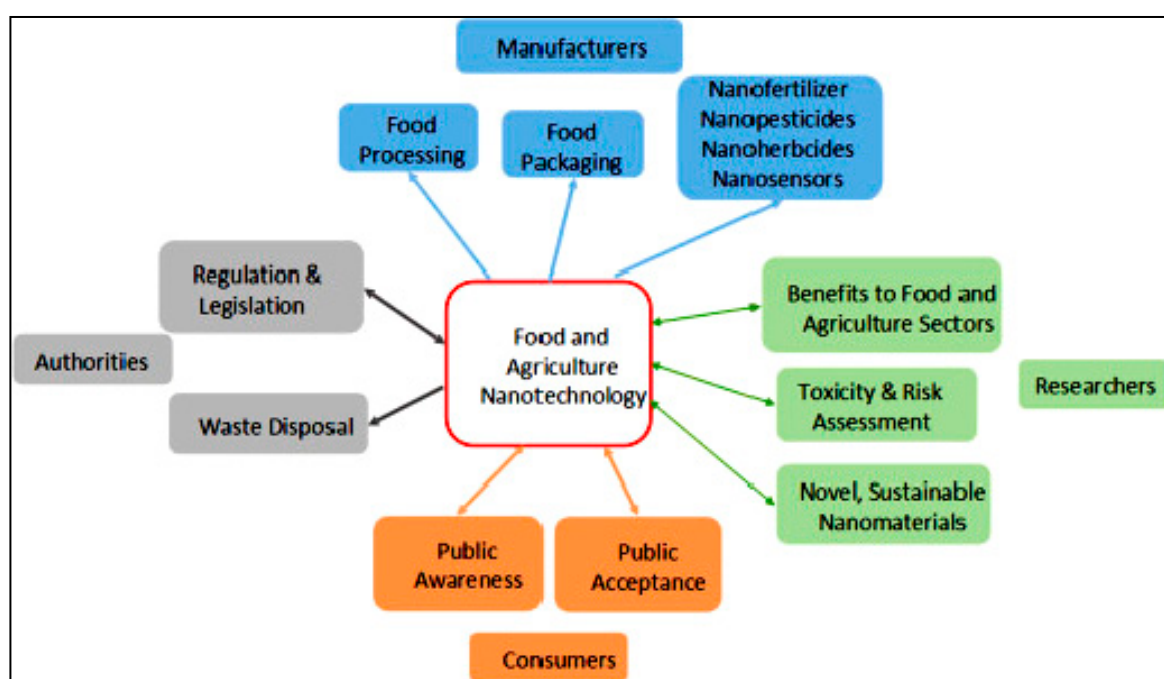 Manufacturers
Food
Processing
Food
Packaging
Nanofertilizer
Nanopesticides
Nanoherbcides
Nanosensors
Regulation &
Legislation
Authoritiies
Waste Disposal
Food and
Agriculture
Nanotechnology
Benefits to Food and
Agriculture Sectors
Toxicity & Risk
Assessment
Researchers
Novel, Sustainable
Nanomaterials
Public
Awareness
Public
Acceptance
Consumers